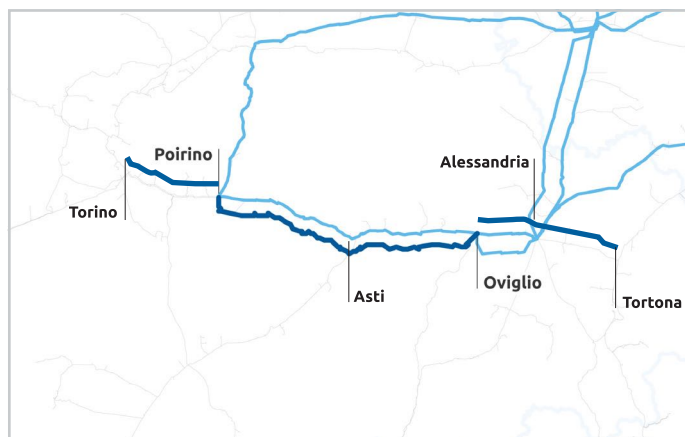 Poirino
Alessandria
Torino
Oviglio
Asti
Tortona